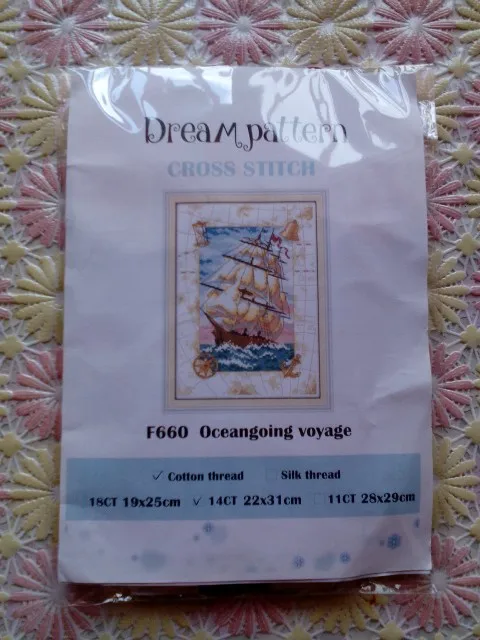 Dream pattern
CROSS STITCH
F660 Oceangoing voyage
✓ Cotton thread Silk thread
18CT 19x25cm ✓ 14CT 22x31cm 11CT 28x29cm